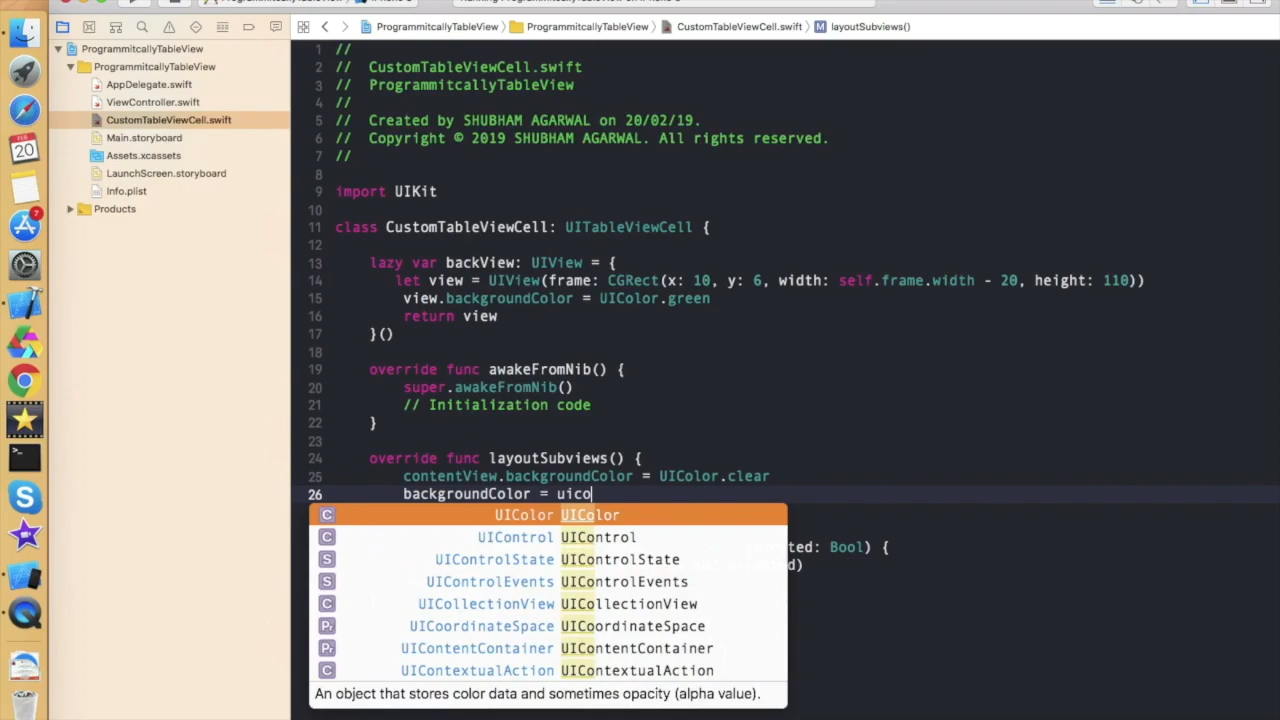 ProgrammitcallyTableView
ProgrammitcallyTableView
CustomTableViewCell.swift
layoutSubviews()
ProgrammitcallyTableView
ProgrammitcallyTableView
AppDelegate.swift
ViewController.swift
CustomTableViewCell.swift
Main.storyboard
Assets.xcassets
LaunchScreen.storyboard
Info.plist
Products
FEB
20
7
1 //
2 // CustomTableViewCell.swift
3 // ProgrammitcallyTableView
4 //
5 // Created by SHUBHAM AGARWAL on 20/02/19.
6 // Copyright © 2019 SHUBHAM AGARWAL. All rights reserved.
7 //
8
9 import UIKit
10
11 class CustomTableViewCell: UITableViewCell {
12
13 lazy var backView: UIView = {
14 let view = UIView(frame: CGRect(x: 10, y: 6, width: self.frame.width - 20, height: 110))
15 view.backgroundColor = UIColor.green
16 return view
17 }()
18
19 override func awakeFromNib() {
20 super.awakeFromNib()
21 // Initialization code
22 }
23
24 override func layoutSubviews() {
25 contentView.backgroundColor = UIColor.clear
26 backgroundColor = uico
C UIColor UIColor
C UIControl UIControl
S UIControlState UIControlState
S UIControlEvents UIControlEvents
C UICollectionView UICollectionView
Pr UICoordinateSpace UICoordinateSpace
Pr UIContentContainer UIContentContainer
C UIContextualAction UIContextualAction
An object that stores color data and sometimes opacity (alpha value).
ted: Bool) {
)